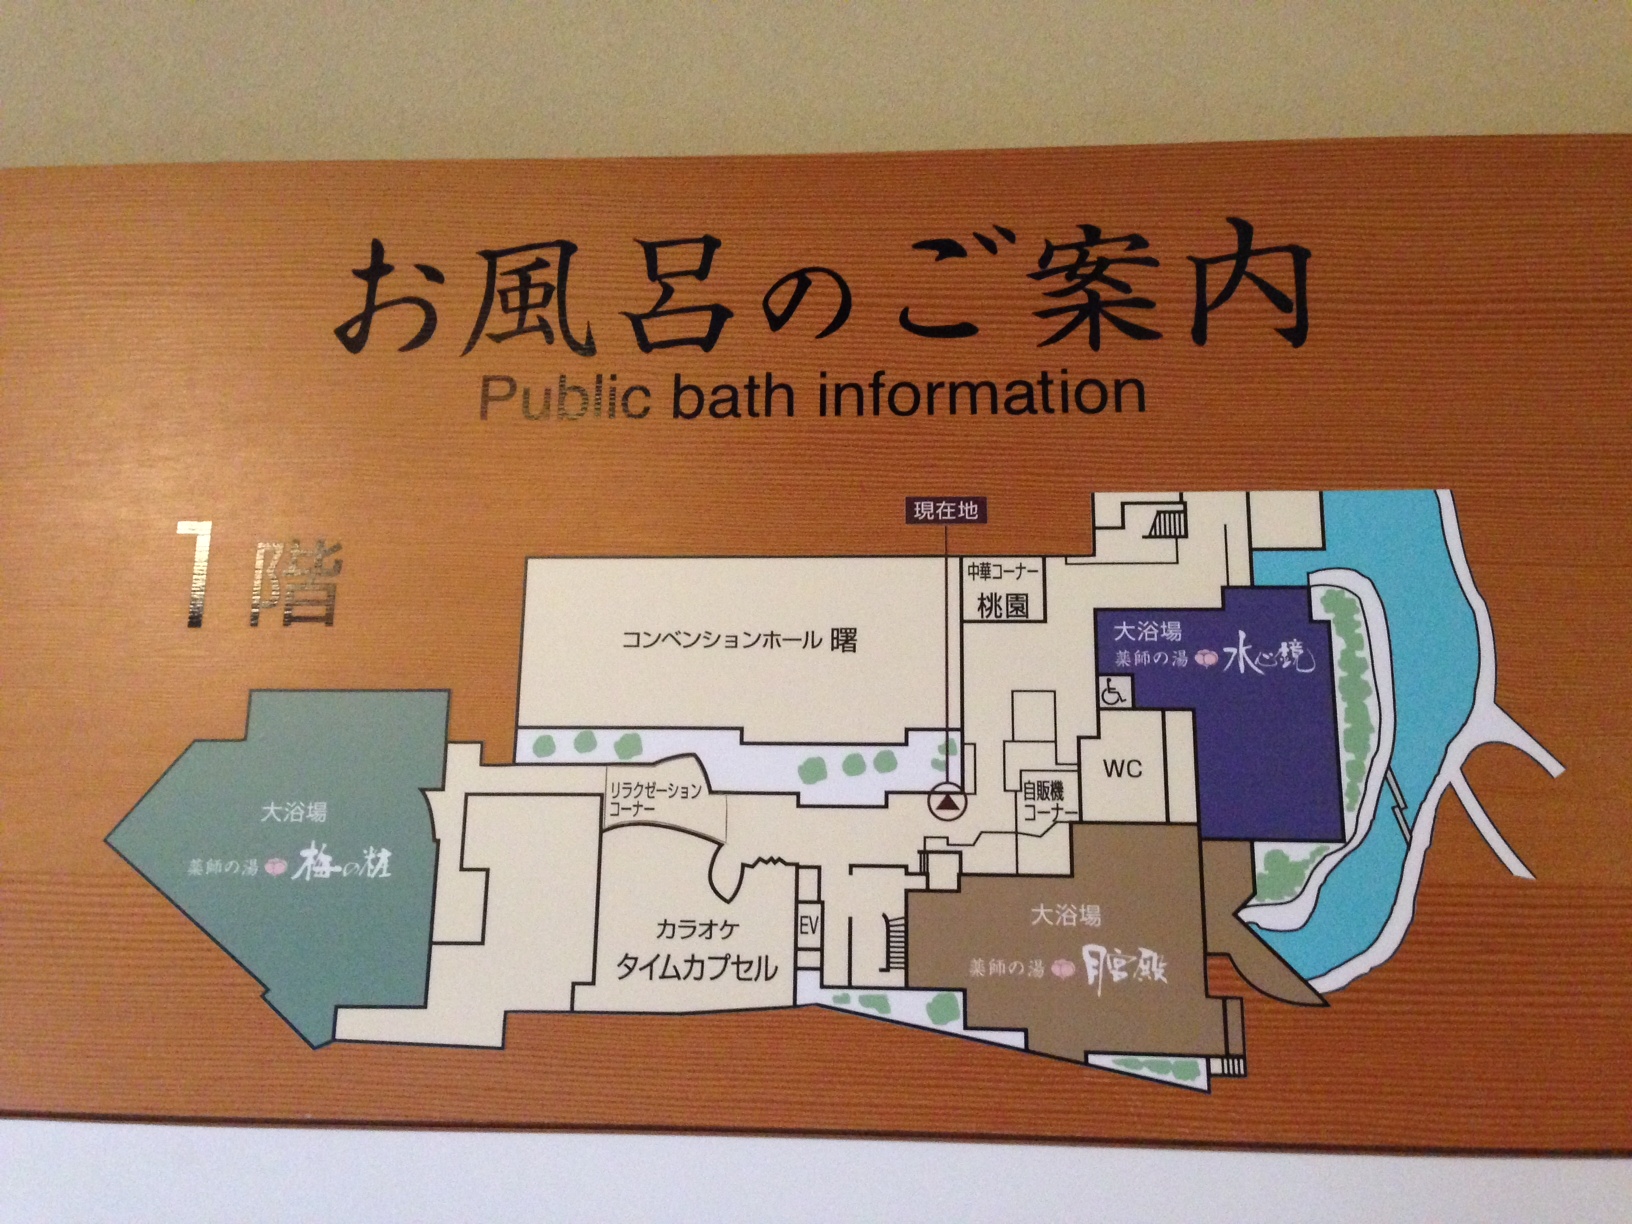 お風呂のご案内
Public bath information
1階
現在地
中華コーナー
桃園
コンベンションホール 曙
大浴場
薬師の湯 水心鏡
WC
自販機
コーナー
リラクゼーション
コーナー
大浴場
薬師の湯 梅の粧
カラオケ
タイムカプセル
EV
大浴場
薬師の湯 月宮殿